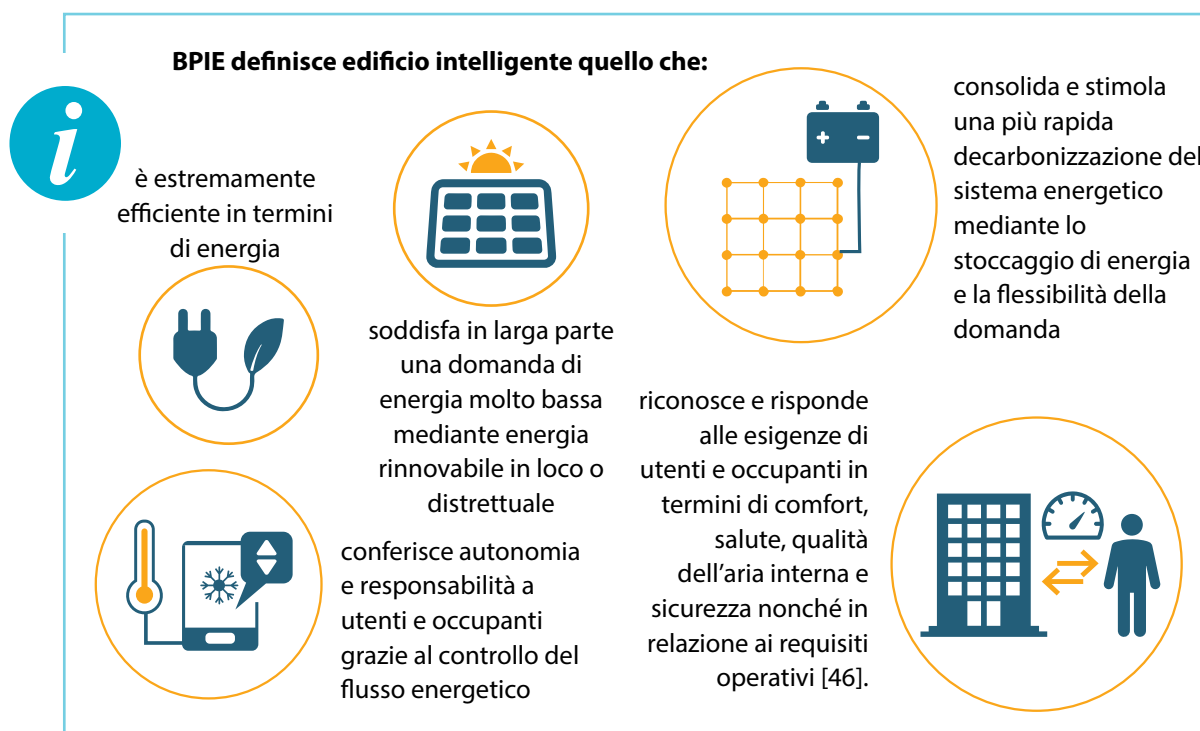 BPIE definisce edificio intelligente quello che:
i
è estremamente
efficiente in termini
di energia
soddisfa in larga parte
una domanda di
energia molto bassa
mediante energia
rinnovabile in loco o
distrettuale
+ −
consolida e stimola
una più rapida
decarbonizzazione del
sistema energetico
mediante lo
stoccaggio di energia
e la flessibilità della
domanda
conferisce autonomia
e responsabilità a
utenti e occupanti
grazie al controllo del
flusso energetico
riconosce e risponde
alle esigenze di
utenti e occupanti in
termini di comfort,
salute, qualità
dell’aria interna e
sicurezza nonché in
relazione ai requisiti
operativi [46].